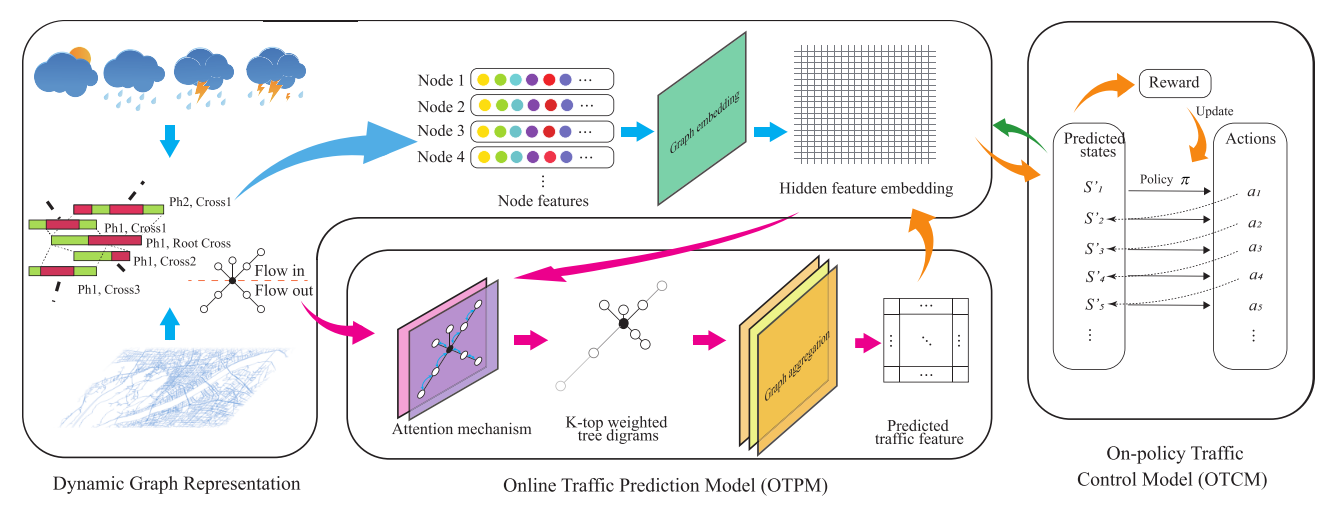 Node 1
Node 2
Node 3
Node 4
Node features
Graph embedding
Hidden feature embedding
Ph2, Cross1
Ph1, Cross1
Ph1, Root Cross
Ph1, Cross2
Ph1, Cross3
Flow in
Flow out
Attention mechanism
K-top weighted
tree digrams
Graph aggregation
Predicted
traffic feature
Reward
Update
Predicted
states
Actions
Policy π
S'1
S'2
S'3
S'4
S'5
a1
a2
a3
a4
a5
Dynamic Graph Representation
Online Traffic Prediction Model (OTPM)
On-policy Traffic
Control Model (OTCM)